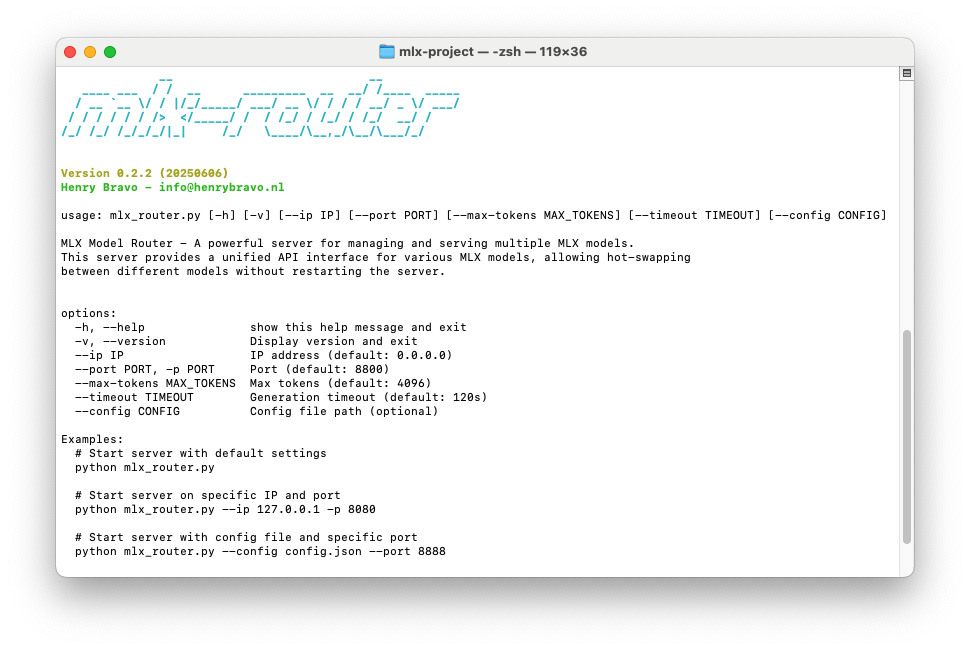 mlx-project — -zsh — 119×36
mlx-router
Version 0.2.2 (20250606)
Henry Bravo - info@henrybravo.nl
usage: mlx_router.py [-h] [-v] [--ip IP] [--port PORT] [--max-tokens MAX_TOKENS] [--timeout TIMEOUT] [--config CONFIG]
MLX Model Router - A powerful server for managing and serving multiple MLX models.
This server provides a unified API interface for various MLX models, allowing hot-swapping
between different models without restarting the server.
options:
-h, --help show this help message and exit
-v, --version Display version and exit
--ip IP IP address (default: 0.0.0.0)
--port PORT, -p PORT Port (default: 8800)
--max-tokens MAX_TOKENS Max tokens (default: 4096)
--timeout TIMEOUT Generation timeout (default: 120s)
--config CONFIG Config file path (optional)
Examples:
# Start server with default settings
python mlx_router.py
# Start server on specific IP and port
python mlx_router.py --ip 127.0.0.1 -p 8080
# Start server with config file and specific port
python mlx_router.py --config config.json --port 8888